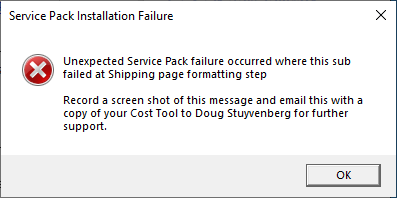 Service Pack Installation Failure
Unexpected Service Pack failure occurred where this sub
failed at Shipping page formatting step
Record a screen shot of this message and email this with a
copy of your Cost Tool to Doug Stuyvenberg for further
support.
OK